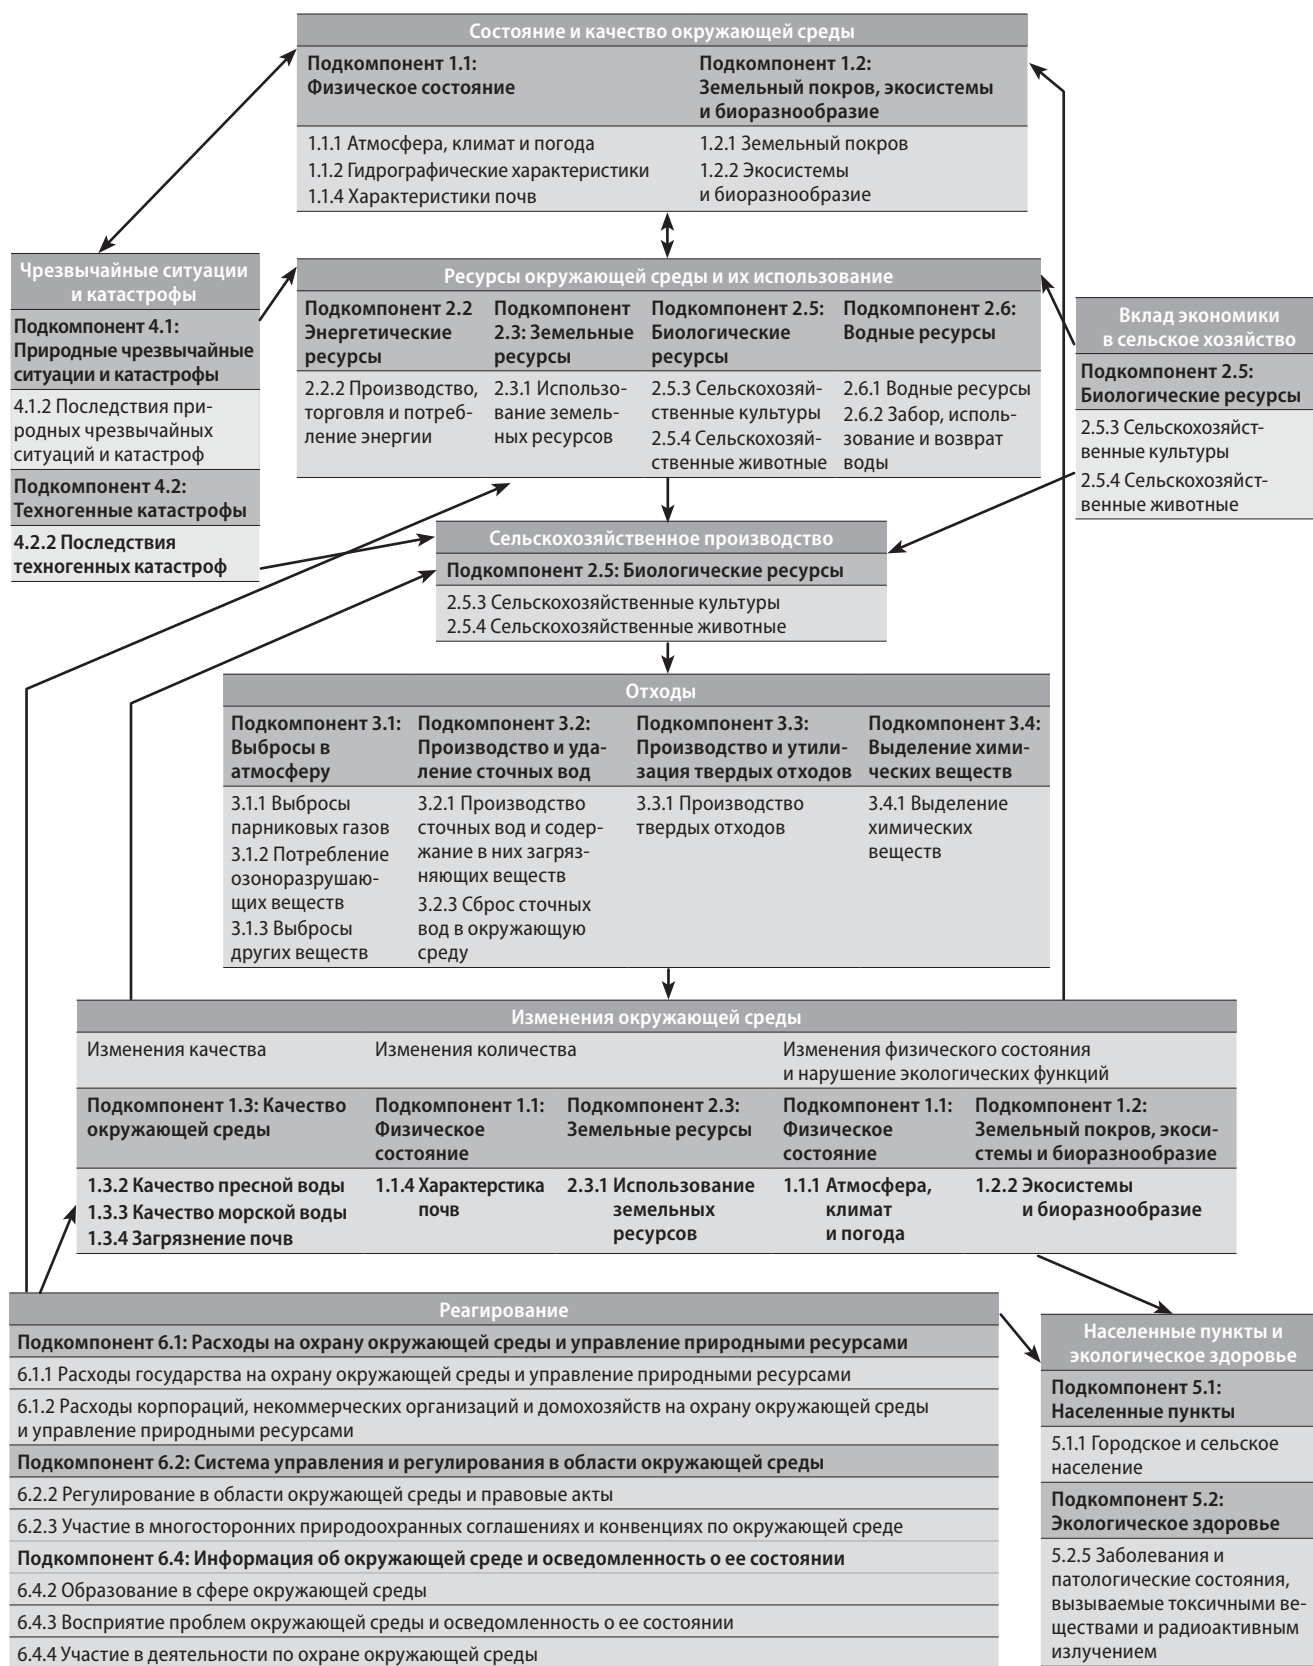 Состояние и качество окружающей среды
Подкомпонент 1.1:
Физическое состояние
Подкомпонент 1.2:
Земельный покров, экосистемы
и биоразнообразие
1.1.1 Атмосфера, климат и погода
1.1.2 Гидрографические характеристики
1.1.4 Характеристики почв
1.2.1 Земельный покров
1.2.2 Экосистемы
и биоразнообразие
Чрезвычайные ситуации
и катастрофы
Подкомпонент 4.1:
Природные чрезвычайные
ситуации и катастрофы
4.1.2 Последствия при-
родных чрезвычайных
ситуаций и катастроф
Подкомпонент 4.2:
Техногенные катастрофы
4.2.2 Последствия
техногенных катастроф
Ресурсы окружающей среды и их использование
Подкомпонент 2.2
Энергетические
ресурсы
Подкомпонент
2.3: Земельные
ресурсы
Подкомпонент 2.5:
Биологические
ресурсы
Подкомпонент 2.6:
Водные ресурсы
2.2.2 Производство,
торговля и потреб-
ление энергии
2.3.1 Использо-
вание земель-
ных ресурсов
2.5.3 Сельскохозяй-
ственные культуры
2.5.4 Сельскохозяй-
ственные животные
2.6.1 Водные ресурсы
2.6.2 Забор, исполь-
зование и возврат
воды
Вклад экономики
в сельское хозяйство
Подкомпонент 2.5:
Биологические ресурсы
2.5.3 Сельскохозяйст-
венные культуры
2.5.4 Сельскохозяйст-
венные животные
Сельскохозяйственное производство
Подкомпонент 2.5: Биологические ресурсы
2.5.3 Сельскохозяйственные культуры
2.5.4 Сельскохозяйственные животные
Отходы
Подкомпонент 3.1:
Выбросы в
атмосферу
Подкомпонент 3.2:
Производство и уда-
ление сточных вод
Подкомпонент 3.3:
Производство и утили-
зация твердых отходов
Подкомпонент 3.4:
Выделение хими-
ческих веществ
3.1.1 Выбросы
парниковых газов
3.1.2 Потребление
озоноразрушаю-
щих веществ
3.1.3 Выбросы
других веществ
3.2.1 Производство
сточных вод и содер-
жание в них загряз-
няющих веществ
3.2.3 Сброс сточных
вод в окружающую
среду
3.3.1 Производство
твердых отходов
3.4.1 Выделение
химических
веществ
Изменения окружающей среды
Изменения качества
Изменения количества
Изменения физического состояния
и нарушение экологических функций
Подкомпонент 1.3: Качество
окружающей среды
Подкомпонент 1.1:
Физическое
состояние
Подкомпонент 2.3:
Земельные ресурсы
Подкомпонент 1.1:
Физическое
состояние
Подкомпонент 1.2:
Земельный покров, экоси-
стемы и биоразнообразие
1.3.2 Качество пресной воды
1.3.3 Качество морской воды
1.3.4 Загрязнение почв
1.1.4 Характерстика
почв
2.3.1 Использование
земельных
ресурсов
1.1.1 Атмосфера,
климат
и погода
1.2.2 Экосистемы
и биоразнообразие
Реагирование
Подкомпонент 6.1: Расходы на охрану окружающей среды и управление природными ресурсами
6.1.1 Расходы государства на охрану окружающей среды и управление природными ресурсами
6.1.2 Расходы корпораций, некоммерческих организаций и домохозяйств на охрану окружающей среды
и управление природными ресурсами
Подкомпонент 6.2: Система управления и регулирования в области окружающей среды
6.2.2 Регулирование в области окружающей среды и правовые акты
6.2.3 Участие в многосторонних природоохранных соглашениях и конвенциях по окружающей среде
Подкомпонент 6.4: Информация об окружающей среде и осведомленность о ее состоянии
6.4.2 Образование в сфере окружающей среды
6.4.3 Восприятие проблем окружающей среды и осведомленность о ее состоянии
6.4.4 Участие в деятельности по охране окружающей среды
Населенные пункты и
экологическое здоровье
Подкомпонент 5.1:
Населенные пункты
5.1.1 Городское и сельское
население
Подкомпонент 5.2:
Экологическое здоровье
5.2.5 Заболевания и
патологические состояния,
вызываемые токсичными ве-
ществами и радиоактивным
излучением